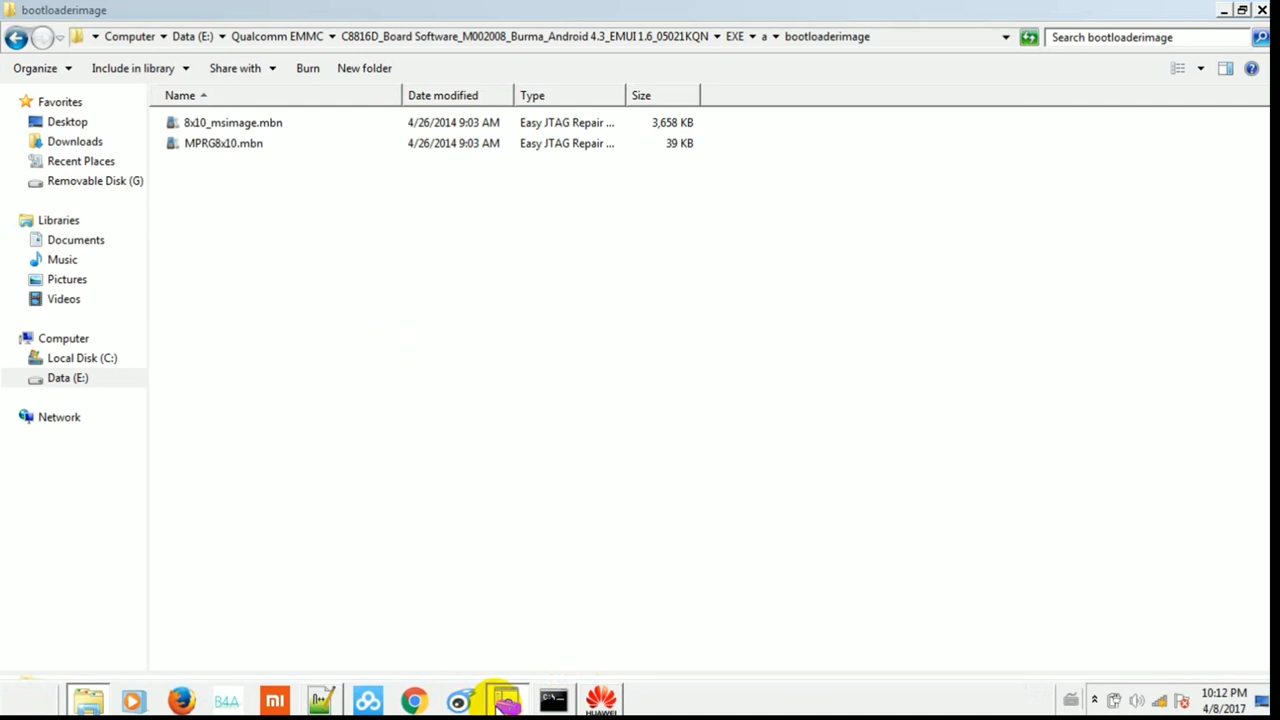 bootloaderimage
Computer Data (E:) Qualcomm EMMC C8816D_Board Software_M002008_Burma_Android 4.3_EMUI 1.6_05021KQN EXE a bootloaderimage Search bootloaderimage
Organize Include in library Share with Burn New folder
Name Date modified Type Size
8x10_msimage.mbn 4/26/2014 9:03 AM Easy JTAG Repair ... 3,658 KB
MPRG8x10.mbn 4/26/2014 9:03 AM Easy JTAG Repair ... 39 KB
Favorites
Desktop
Downloads
Recent Places
Removable Disk (G)
Libraries
Documents
Music
Pictures
Videos
Computer
Local Disk (C:)
Data (E:)
Network
B4A
mi
HUAWEI
10:12 PM
4/8/2017